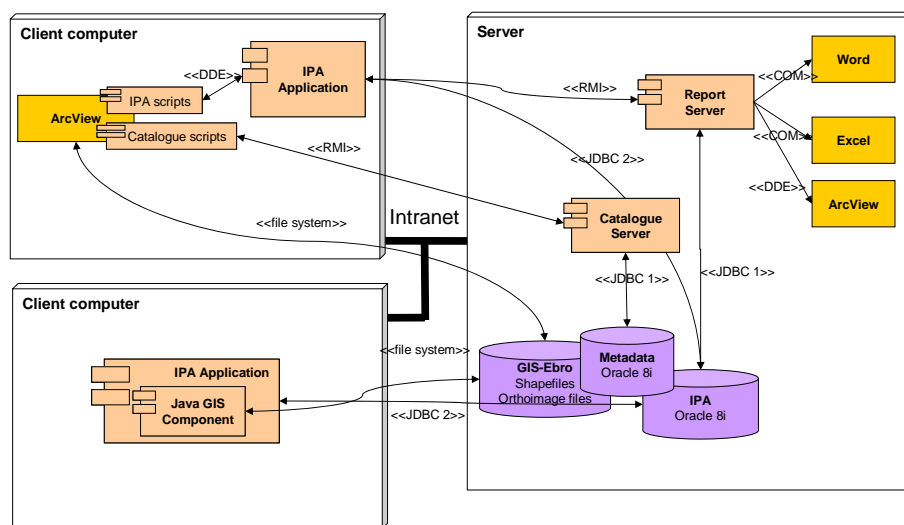 Client computer
IPA
Application
<<DDE>>
IPA scripts
ArcView
Catalogue scripts
<<RMI>>
<<file system>>
Intranet
Server
Word
<<COM>>
<<RMI>>
Report
Server
Excel
<<COM>>
<<JDBC 2>>
<<DDE>>
ArcView
Catalogue
Server
<<JDBC 1>>
<<JDBC 1>>
Client computer
<<file system>>
GIS-Ebro
Shapefiles
Orthoimage files
Metadata
Oracle 8i
IPA
Oracle 8i
IPA Application
Java GIS
Component
<<JDBC 2>>